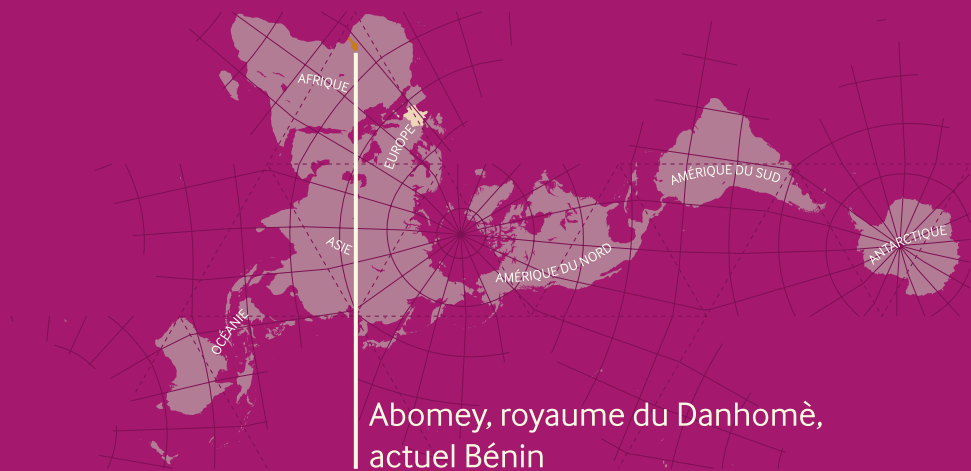 AFRIQUE
EUROPE
AMÉRIQUE DU SUD
ANTARCTIQUE
ASIE
AMÉRIQUE DU NORD
OCÉANIE
Abomey, royaume du Danhomè,
actuel Bénin